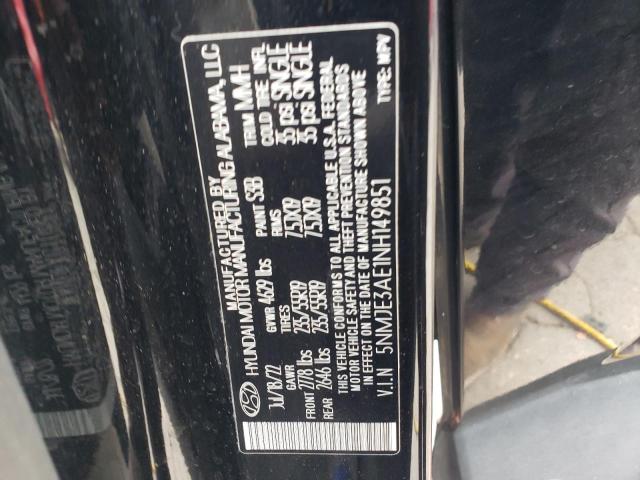 MANUFACTURED BY
HYUNDAI MOTOR MANUFACTURING ALABAMA, LLC
Jul/18/22 GVWR 4629 lbs PAINT S3B TRIM MMH
GAWR TIRES RIMS COLD TIRE INFL
FRONT 2778 lbs 235/55R19 7.5JX19 35 psi SINGLE
REAR 2646 lbs 235/55R19 7.5JX19 35 psi SINGLE
THIS VEHICLE CONFORMS TO ALL APPLICABLE U.S.A. FEDERAL
MOTOR VEHICLE SAFETY AND THEFT PREVENTION STANDARDS
IN EFFECT ON THE DATE OF MANUFACTURE SHOWN ABOVE
V.I.N 5NMJE3AE1NH149851 TYPE: MPV